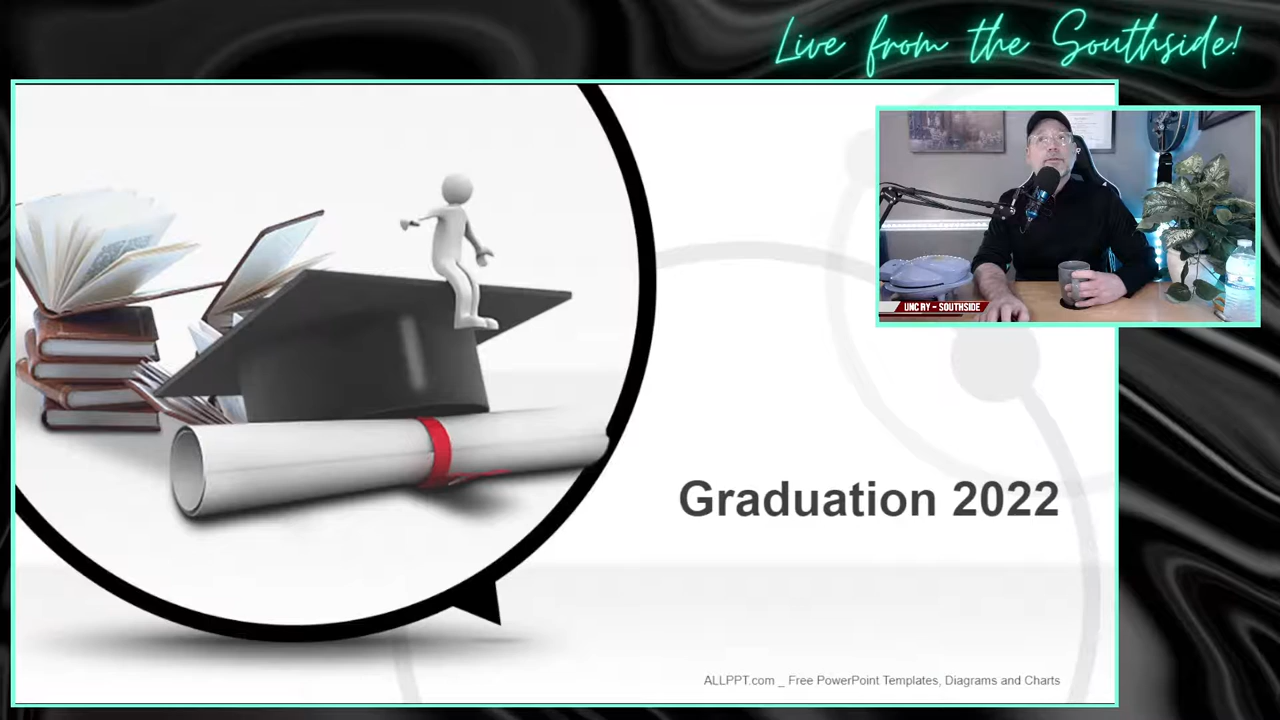 Live from the Southside!
UNC RY - SOUTHSIDE
Graduation 2022
ALLPPT.com _ Free PowerPoint Templates, Diagrams and Charts